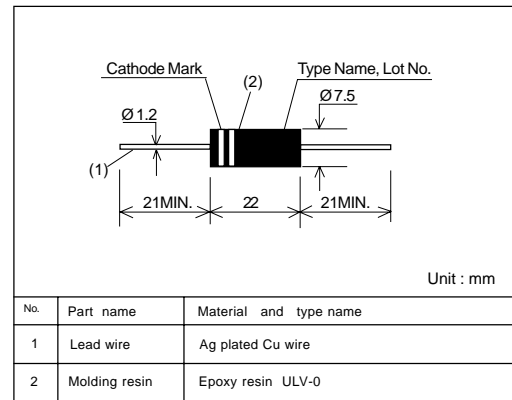 Cathode Mark (2) Type Name, Lot No.
Ø1.2 Ø7.5
(1)
21MIN. 22 21MIN.
Unit : mm
No. Part name Material and type name
1 Lead wire Ag plated Cu wire
2 Molding resin Epoxy resin ULV-0